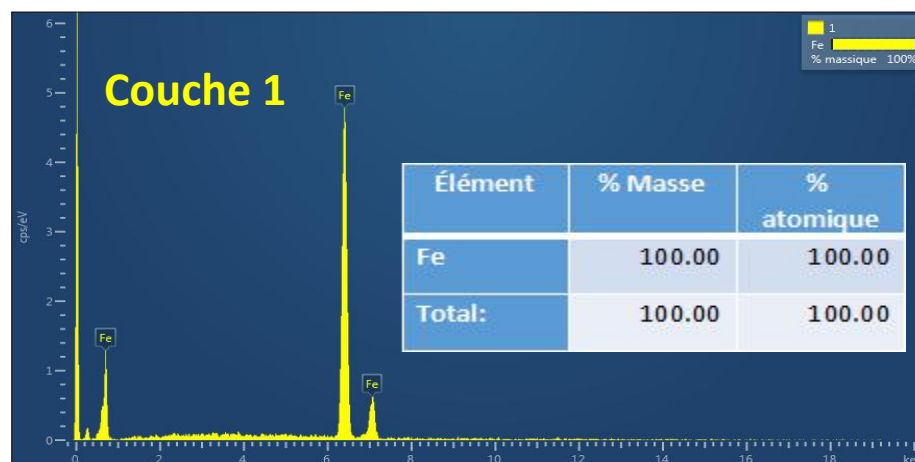 6
1
Fe
% massique 100%
Couche 1
5
Fe
4
Élément % Masse % atomique
Fe 100.00 100.00
Total: 100.00 100.00
cps/eV
3
2
Fe
1
Fe
0
0 2 4 6 8 10 12 14 16 18